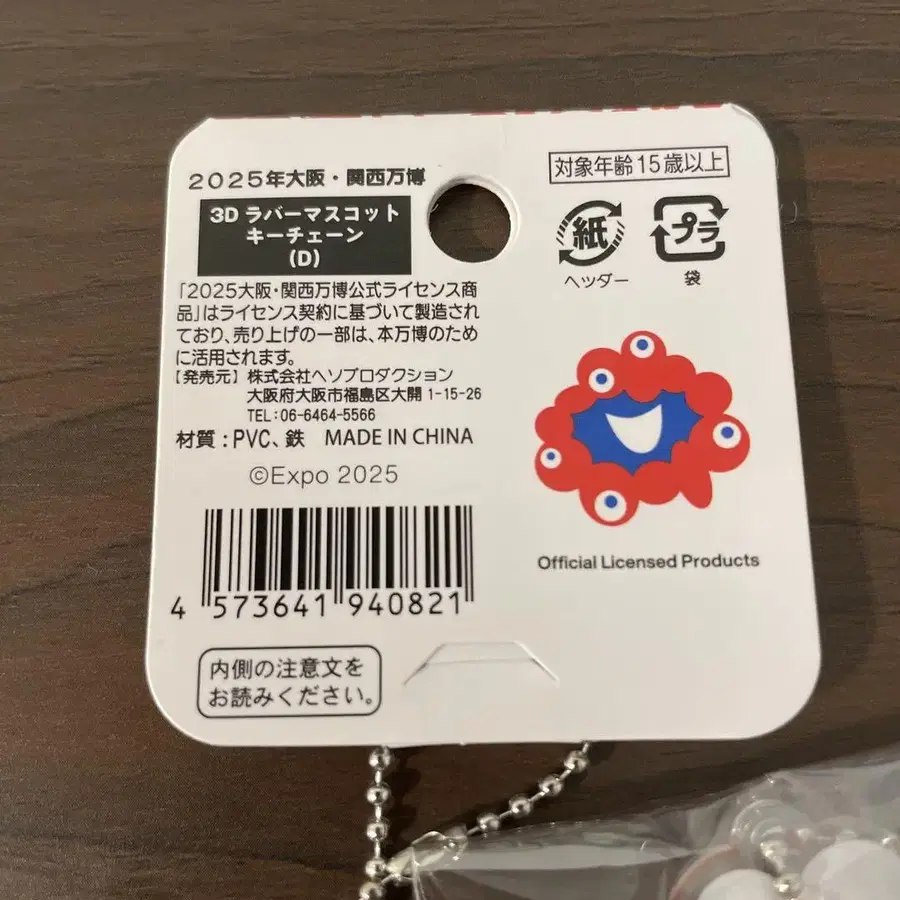 2025年大阪・関西万博
3D ラバーマスコット
キーチェーン
(D)
「2025大阪・関西万博公式ライセンス商
品」はライセンス契約に基づいて製造され
ており、売り上げの一部は、本万博のため
に活用されます。
【発売元】 株式会社ヘソプロダクション
大阪府大阪市福島区大開 1-15-26
TEL:06-6464-5566
材質:PVC、鉄 MADE IN CHINA
©Expo 2025
4 573641 940821
内側の注意文を
お読みください。
対象年齢15歳以上
紙 プラ
ヘッダー 袋
Official Licensed Products